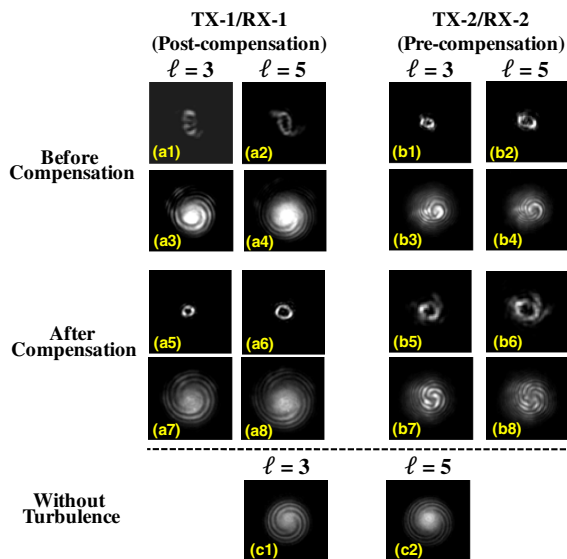 TX-1/RX-1 TX-2/RX-2
(Post-compensation) (Pre-compensation)
ℓ = 3 ℓ = 5 ℓ = 3 ℓ = 5
Before
Compensation
(a1) (a2) (b1) (b2)
(a3) (a4) (b3) (b4)
After
Compensation
(a5) (a6) (b5) (b6)
(a7) (a8) (b7) (b8)
ℓ = 3 ℓ = 5
Without
Turbulence
(c1) (c2)